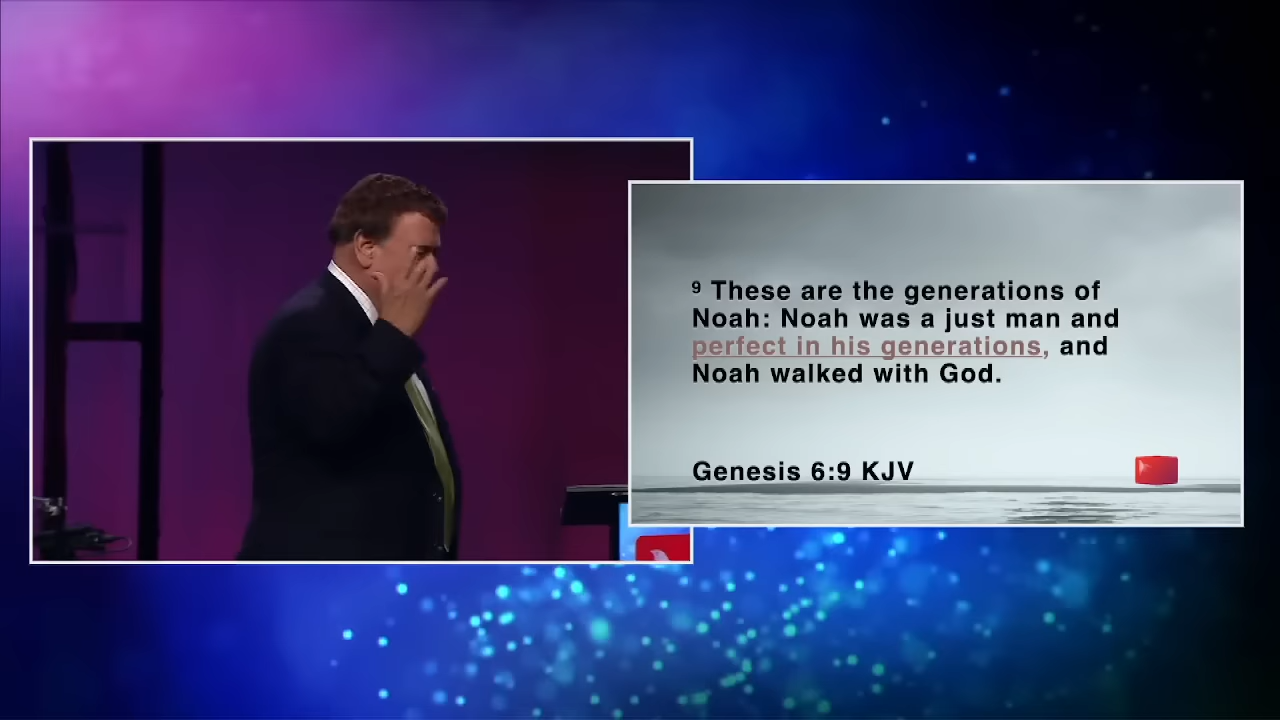 9 These are the generations of
Noah: Noah was a just man and
perfect in his generations, and
Noah walked with God.
Genesis 6:9 KJV